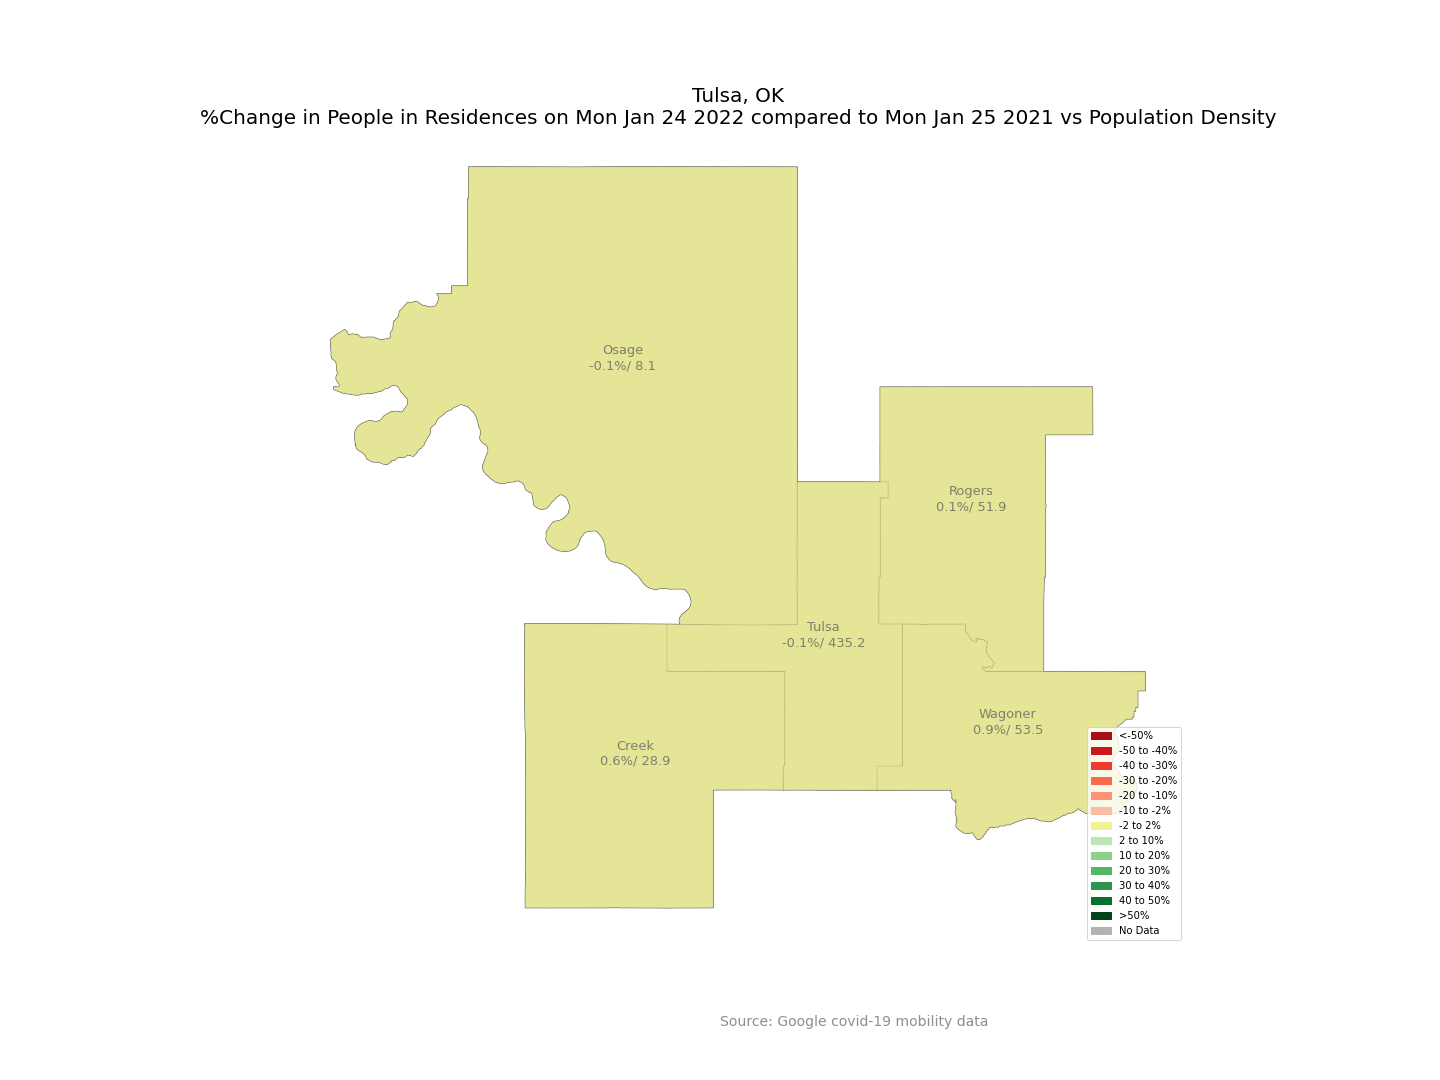 Tulsa, OK
%Change in People in Residences on Mon Jan 24 2022 compared to Mon Jan 25 2021 vs Population Density
Osage
-0.1%/ 8.1
Rogers
0.1%/ 51.9
Tulsa
-0.1%/ 435.2
Wagoner
0.9%/ 53.5
Creek
0.6%/ 28.9
<-50%
-50 to -40%
-40 to -30%
-30 to -20%
-20 to -10%
-10 to -2%
-2 to 2%
2 to 10%
10 to 20%
20 to 30%
30 to 40%
40 to 50%
>50%
No Data
Source: Google covid-19 mobility data